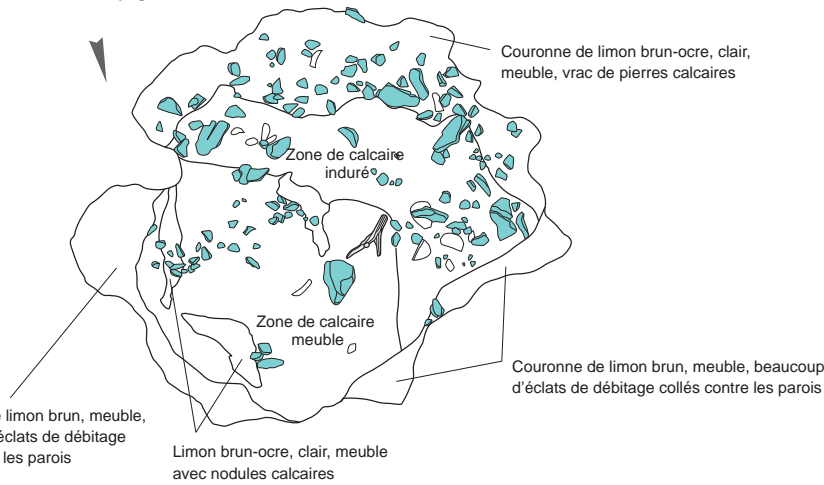 Couronne de limon brun-ocre, clair,
meuble, vrac de pierres calcaires
Zone de calcaire
induré
Zone de calcaire
meuble
Couronne de limon brun, meuble, beaucoup
d'éclats de débitage collés contre les parois
limon brun, meuble,
éclats de débitage
les parois
Limon brun-ocre, clair, meuble
avec nodules calcaires